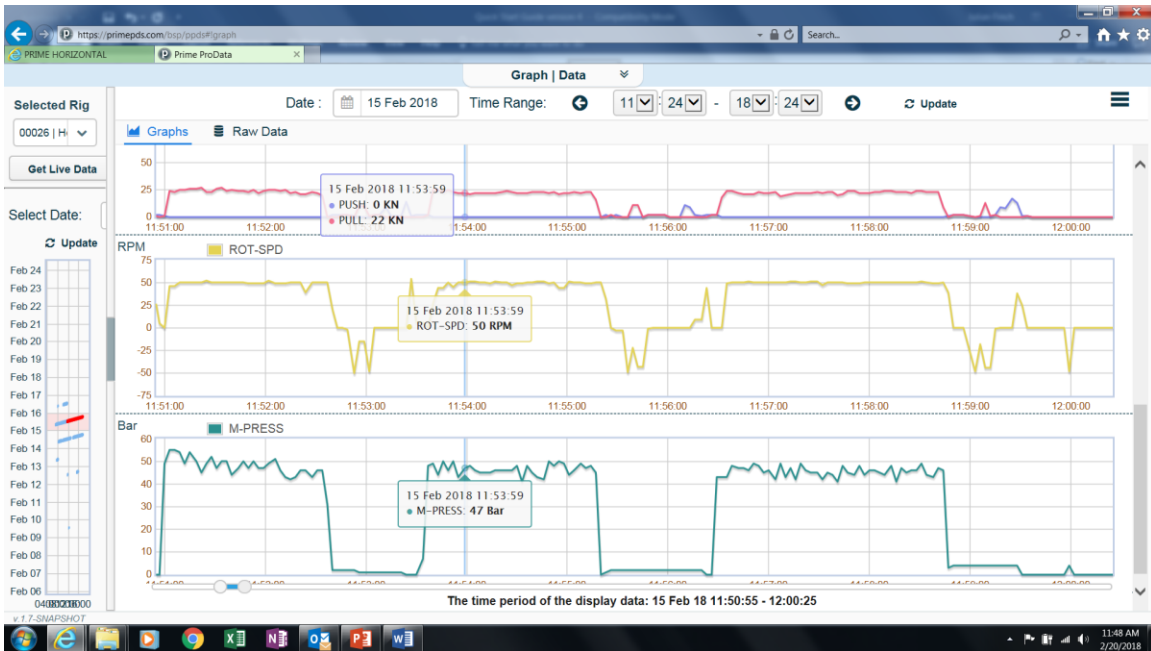 https://primepds.com/bsp/ppds#!graph
Search...
PRIME HORIZONTAL
Prime ProData
Graph | Data
Selected Rig
Date :
15 Feb 2018
Time Range:
11 : 24 - 18 : 24
Update
00026 | H
Graphs
Raw Data
Get Live Data
50
25
0
15 Feb 2018 11:53:59
PUSH: 0 KN
PULL: 22 KN
11:51:00 11:52:00 11:54:00 11:55:00 11:56:00 11:57:00 11:58:00 11:59:00 12:00:00
Select Date:
Update
RPM
ROT-SPD
75
50
25
0
-25
-50
-75
15 Feb 2018 11:53:59
ROT-SPD: 50 RPM
11:51:00 11:52:00 11:53:00 11:54:00 11:55:00 11:56:00 11:57:00 11:58:00 11:59:00 12:00:00
Feb 24
Feb 23
Feb 22
Feb 21
Feb 20
Feb 19
Feb 18
Feb 17
Feb 16
Feb 15
Feb 14
Feb 13
Feb 12
Feb 11
Feb 10
Feb 09
Feb 08
Feb 07
Feb 06
Bar
M-PRESS
60
50
40
30
20
10
0
15 Feb 2018 11:53:59
M-PRESS: 47 Bar
The time period of the display data: 15 Feb 18 11:50:55 - 12:00:25
v.1.7-SNAPSHOT
11:48 AM
2/20/2018